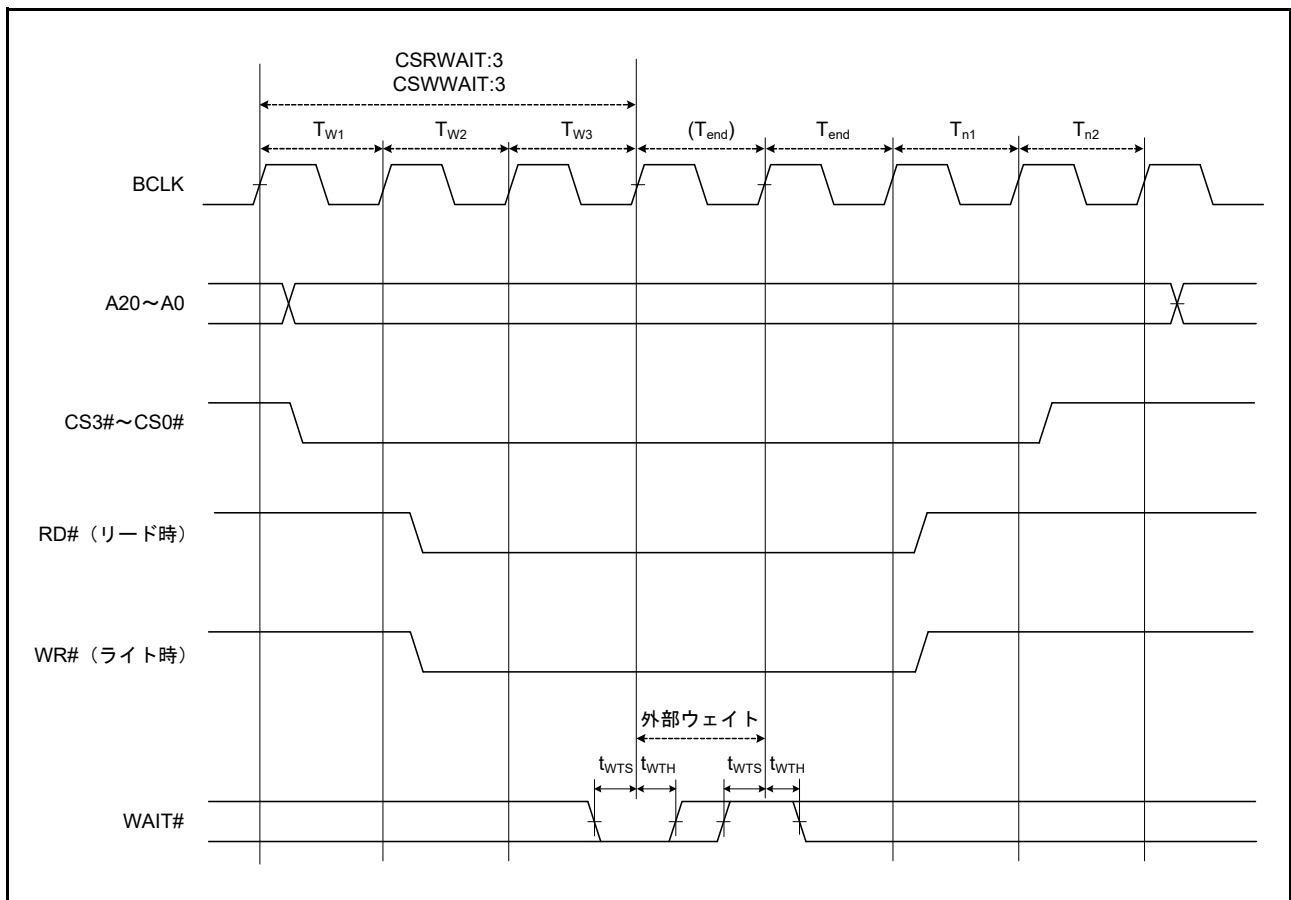 CSRWAIT:3
CSWWAIT:3
TW1 TW2 TW3 (Tend) Tend Tn1 Tn2
BCLK
A20～A0
CS3#～CS0#
RD#（リード時）
WR#（ライト時）
外部ウェイト
tWTS tWTH tWTS tWTH
WAIT#